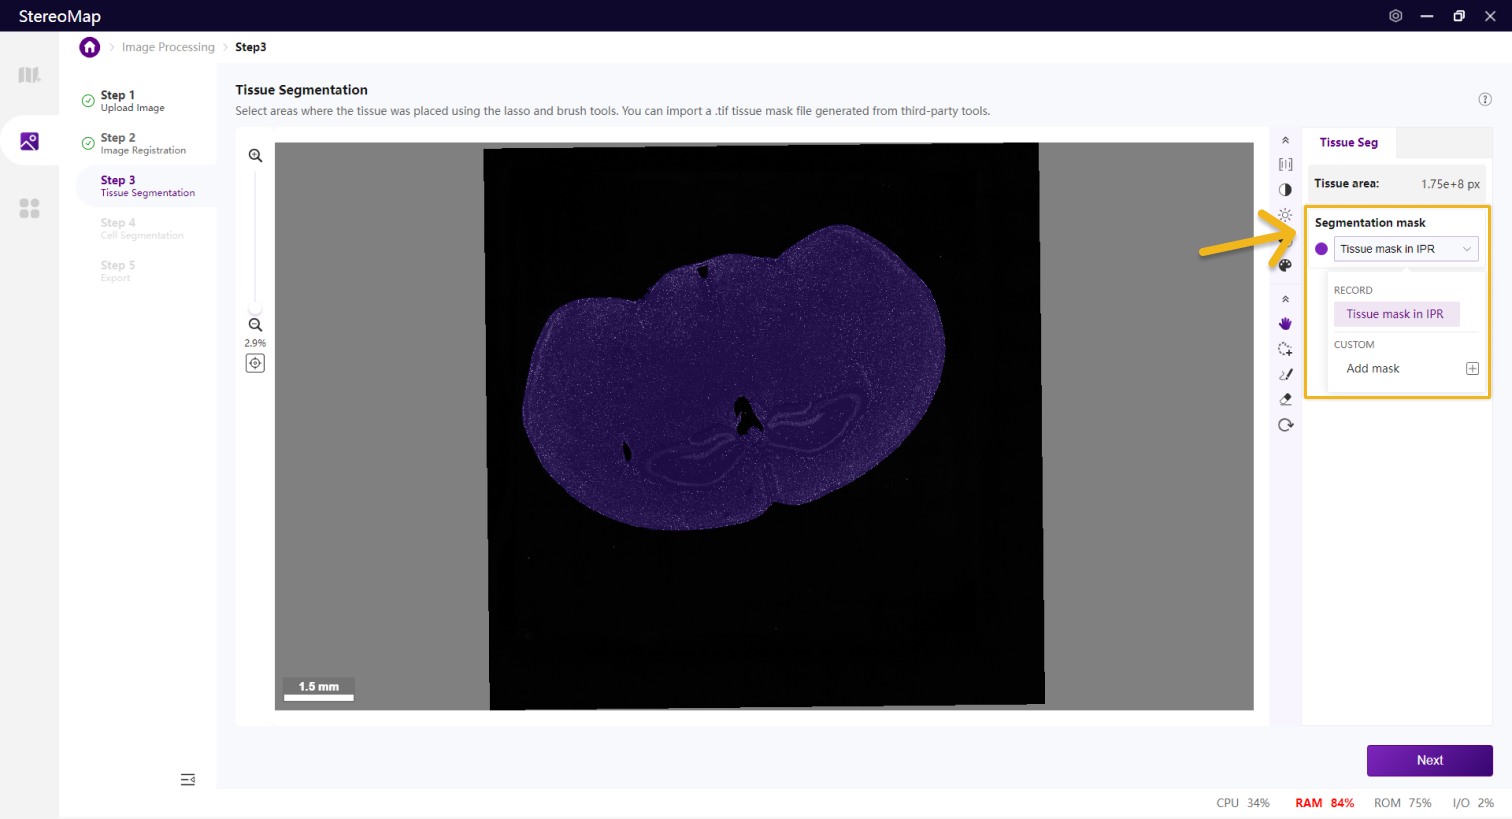 StereoMap
Image Processing
Step3
Step 1
Upload Image
Step 2
Image Registration
Step 3
Tissue Segmentation
Step 4
Cell Segmentation
Step 5
Export
Tissue Segmentation
Select areas where the tissue was placed using the lasso and brush tools. You can import a .tif tissue mask file generated from third-party tools.
2.9%
1.5 mm
Tissue Seg
Tissue area: 1.75e+8 px
Segmentation mask
Tissue mask in IPR
RECORD
Tissue mask in IPR
CUSTOM
Add mask
Next
CPU 34% RAM 84% ROM 75% I/O 2%